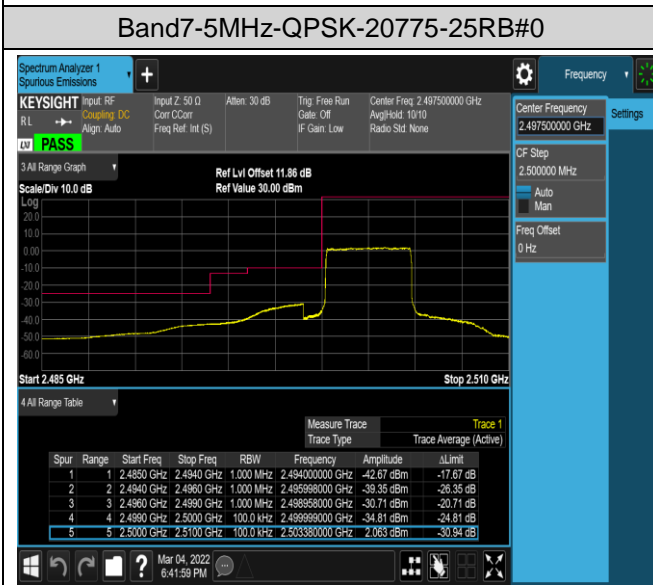 Band7-5MHz-QPSK-20775-25RB#0
Spectrum Analyzer 1
Spurious Emissions
Frequency
KEYSIGHT Input: RF Input Z: 50 Ω Atten: 30 dB Trig: Free Run Center Freq: 2.497500000 GHz
RL Coupling: DC Corr CCorr Gate: Off Avg|Hold: 10/10
Align: Auto Freq Ref: Int (S) IF Gain: Low Radio Std: None
LXI PASS
Center Frequency
2.497500000 GHz
Settings
CF Step
2.500000 MHz
Auto
Man
Freq Offset
0 Hz
3 All Range Graph
Ref Lvl Offset 11.86 dB
Scale/Div 10.0 dB Ref Value 30.00 dBm
Log
20.0
10.0
0.00
-10.0
-20.0
-30.0
-40.0
-50.0
-60.0
Start 2.485 GHz Stop 2.510 GHz
4 All Range Table
Measure Trace Trace 1
Trace Type Trace Average (Active)
Spur Range Start Freq Stop Freq RBW Frequency Amplitude ΔLimit
1 1 2.4850 GHz 2.4940 GHz 1.000 MHz 2.494000000 GHz -42.67 dBm -17.67 dB
2 2 2.4940 GHz 2.4960 GHz 1.000 MHz 2.495998000 GHz -39.35 dBm -26.35 dB
3 3 2.4960 GHz 2.4990 GHz 1.000 MHz 2.498958000 GHz -30.71 dBm -20.71 dB
4 4 2.4990 GHz 2.5000 GHz 100.0 kHz 2.499999000 GHz -34.81 dBm -24.81 dB
5 5 2.5000 GHz 2.5100 GHz 100.0 kHz 2.503380000 GHz 2.063 dBm -30.94 dB
Mar 04, 2022
6:41:59 PM